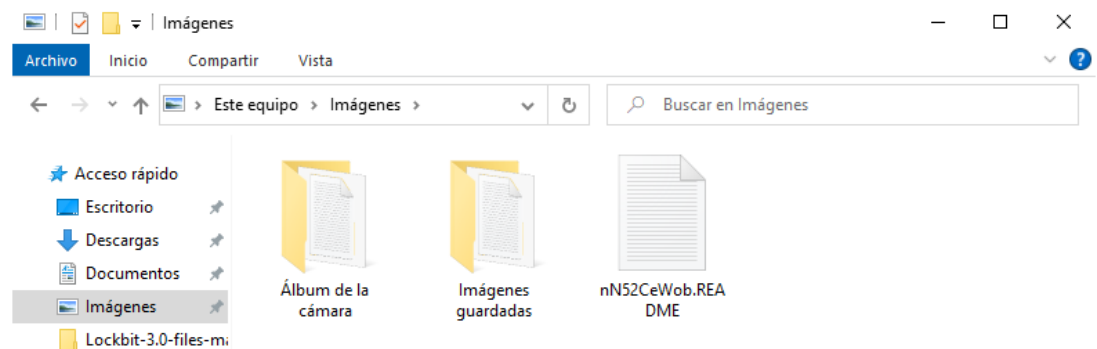 Imágenes
Archivo Inicio Compartir Vista
Este equipo Imágenes Buscar en Imágenes
Acceso rápido
Escritorio
Descargas
Documentos
Imágenes
Lockbit-3.0-files-ma
Álbum de la
cámara
Imágenes
guardadas
nN52CeWob.REA
DME